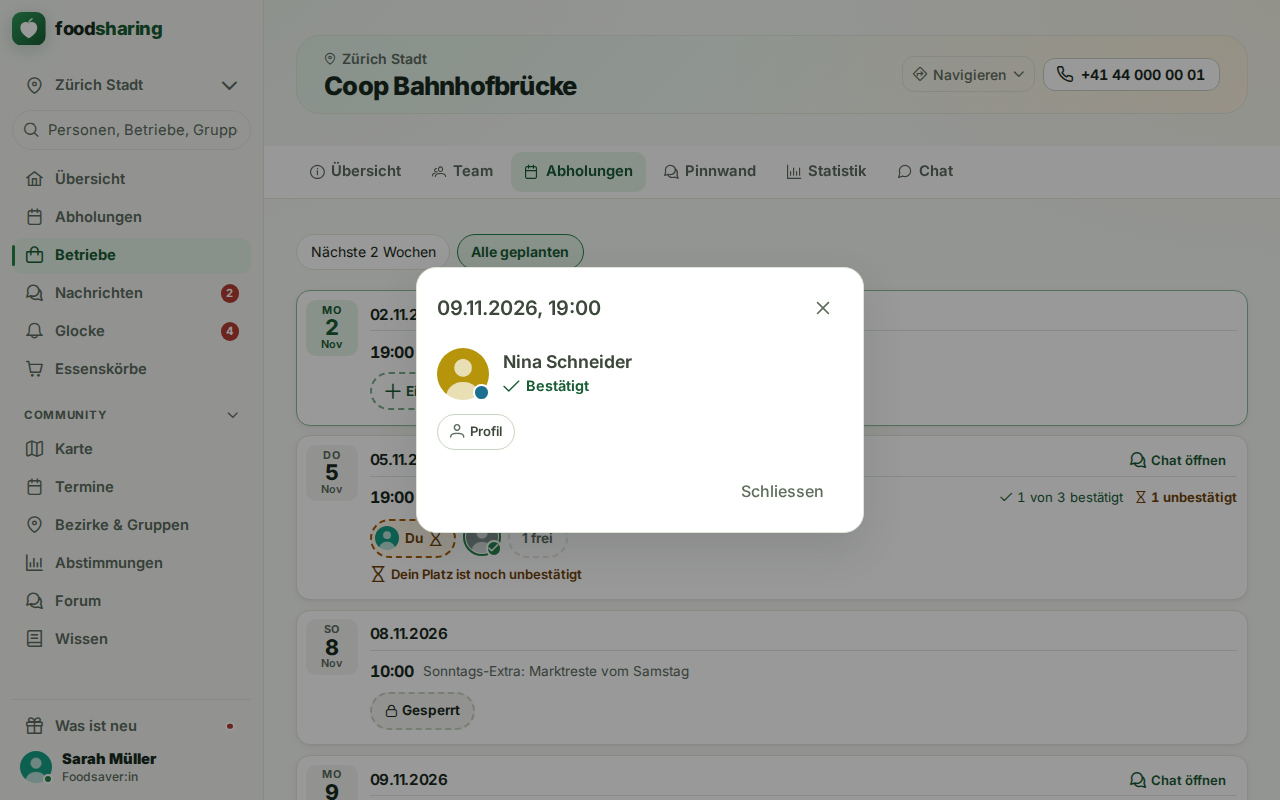 foodsharing
Zürich Stadt
Personen, Betriebe, Grupp
Übersicht
Abholungen
Betriebe
Nachrichten 2
Glocke 4
Essenskörbe
COMMUNITY
Karte
Termine
Bezirke & Gruppen
Abstimmungen
Forum
Wissen
Was ist neu
Sarah Müller
Foodsaver:in
Zürich Stadt
Coop Bahnhofbrücke
Navigieren
+41 44 000 00 01
Übersicht Team Abholungen Pinnwand Statistik Chat
Nächste 2 Wochen Alle geplanten
MO
2
Nov
02.11.2
19:00
09.11.2026, 19:00
Nina Schneider
Bestätigt
Profil
Schliessen
DO
5
Nov
05.11.2
Chat öffnen
19:00
1 von 3 bestätigt 1 unbestätigt
Du
1 frei
Dein Platz ist noch unbestätigt
SO
8
Nov
08.11.2026
10:00 Sonntags-Extra: Marktreste vom Samstag
Gesperrt
MO
9
09.11.2026
Chat öffnen